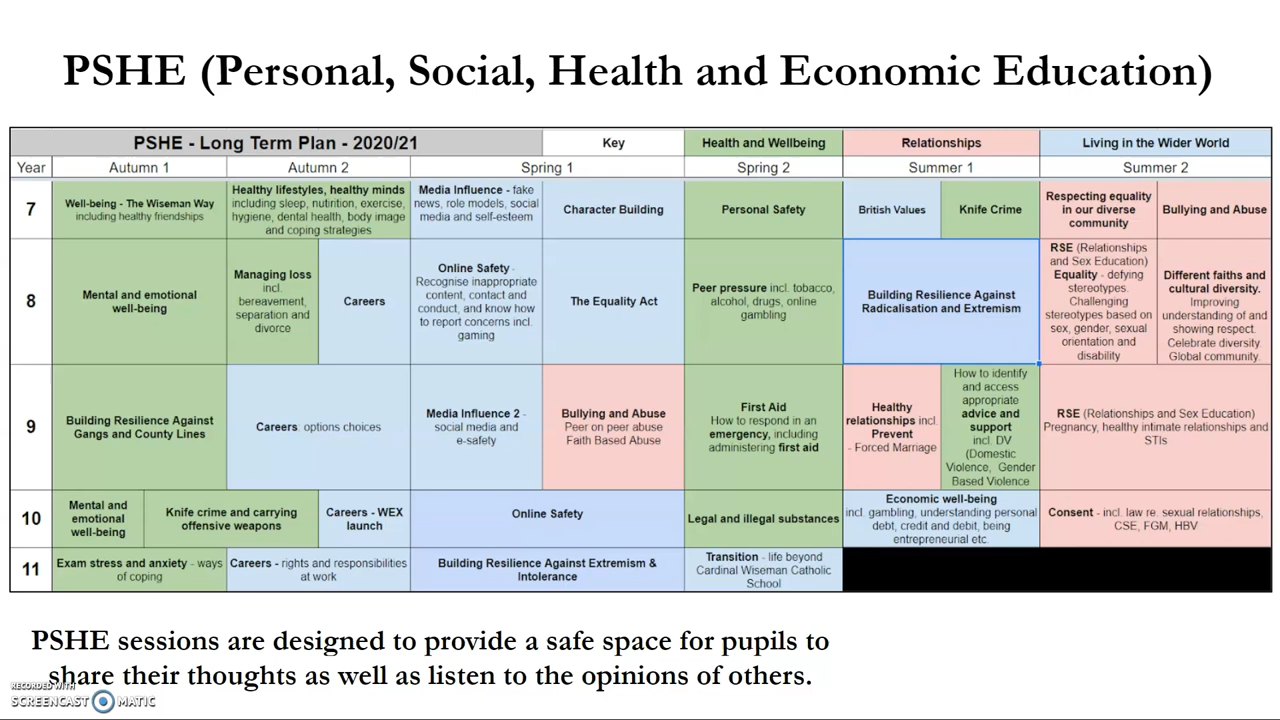 PSHE (Personal, Social, Health and Economic Education)
PSHE - Long Term Plan - 2020/21
Key
Health and Wellbeing
Relationships
Living in the Wider World
Year
Autumn 1
Autumn 2
Spring 1
Spring 2
Summer 1
Summer 2
7
Well-being - The Wiseman Way
including healthy friendships
Healthy lifestyles, healthy minds
including sleep, nutrition, exercise,
hygiene, dental health, body image
and coping strategies
Media Influence - fake
news, role models, social
media and self-esteem
Character Building
Personal Safety
British Values
Knife Crime
Respecting equality
in our diverse
community
Bullying and Abuse
8
Mental and emotional
well-being
Managing loss
incl.
bereavement,
separation and
divorce
Careers
Online Safety -
Recognise inappropriate
content, contact and
conduct, and know how
to report concerns incl.
gaming
The Equality Act
Peer pressure incl. tobacco,
alcohol, drugs, online
gambling
Building Resilience Against
Radicalisation and Extremism
RSE (Relationships
and Sex Education)
Equality - defying
stereotypes.
Challenging
stereotypes based on
sex, gender, sexual
orientation and
disability
Different faiths and
cultural diversity.
Improving
understanding of and
showing respect.
Celebrate diversity.
Global community.
9
Building Resilience Against
Gangs and County Lines
Careers options choices
Media Influence 2 -
social media and
e-safety
Bullying and Abuse
Peer on peer abuse
Faith Based Abuse
First Aid
How to respond in an
emergency, including
administering first aid
Healthy
relationships incl.
Prevent
- Forced Marriage
How to identify
and access
appropriate
advice and
support
incl. DV
(Domestic
Violence, Gender
Based Violence
RSE (Relationships and Sex Education)
Pregnancy, healthy intimate relationships and
STIs
10
Mental and
emotional
well-being
Knife crime and carrying
offensive weapons
Careers - WEX
launch
Online Safety
Legal and illegal substances
Economic well-being
incl. gambling, understanding personal
debt, credit and debit, being
entrepreneurial etc.
Consent - incl. law re. sexual relationships,
CSE, FGM, HBV
11
Exam stress and anxiety - ways
of coping
Careers - rights and responsibilities
at work
Building Resilience Against Extremism &
Intolerance
Transition - life beyond
Cardinal Wiseman Catholic
School
PSHE sessions are designed to provide a safe space for pupils to
share their thoughts as well as listen to the opinions of others.
RECORDED WITH
SCREENCAST MATIC